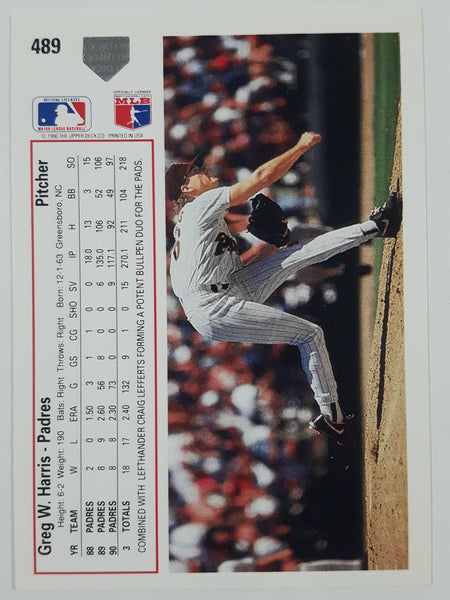 489
OFFICIAL LICENSEE
MAJOR LEAGUE BASEBALL
OFFICIALLY LICENSED
MLB
© 1990 THE UPPER DECK CO. PRINTED IN USA
Greg W. Harris - Padres Pitcher
Height: 6-2 Weight: 190 Bats: Right Throws: Right Born: 12-1-63 Greensboro, NC
YR TEAM W L ERA G GS CG SHO SV IP H BB SO
88 PADRES 2 0 1.50 3 1 1 0 0 18.0 13 3 15
89 PADRES 8 9 2.60 56 8 0 0 6 135.0 106 52 106
90 PADRES 8 8 2.30 73 0 0 0 9 117.1 92 49 97
3 TOTALS 18 17 2.40 132 9 1 0 15 270.1 211 104 218
COMBINED WITH LEFTHANDER CRAIG LEFFERTS FORMING A POTENT BULLPEN DUO FOR THE PADS.